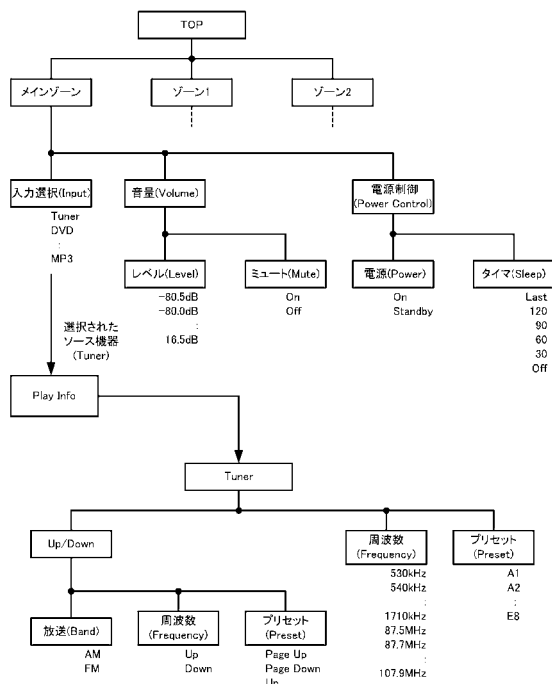 TOP
メインゾーン
ゾーン1
ゾーン2
入力選択(Input)
Tuner
DVD
:
MP3
音量(Volume)
電源制御
(Power Control)
レベル(Level)
-80.5dB
-80.0dB
:
16.5dB
ミュート(Mute)
On
Off
電源(Power)
On
Standby
タイマ(Sleep)
Last
120
90
60
30
Off
選択された
ソース機器
(Tuner)
Play Info
Tuner
Up/Down
周波数
(Frequency)
530kHz
540kHz
:
1710kHz
87.5MHz
87.7MHz
:
107.9MHz
プリセット
(Preset)
A1
A2
:
E8
放送(Band)
AM
FM
周波数
(Frequency)
Up
Down
プリセット
(Preset)
Page Up
Page Down
Up